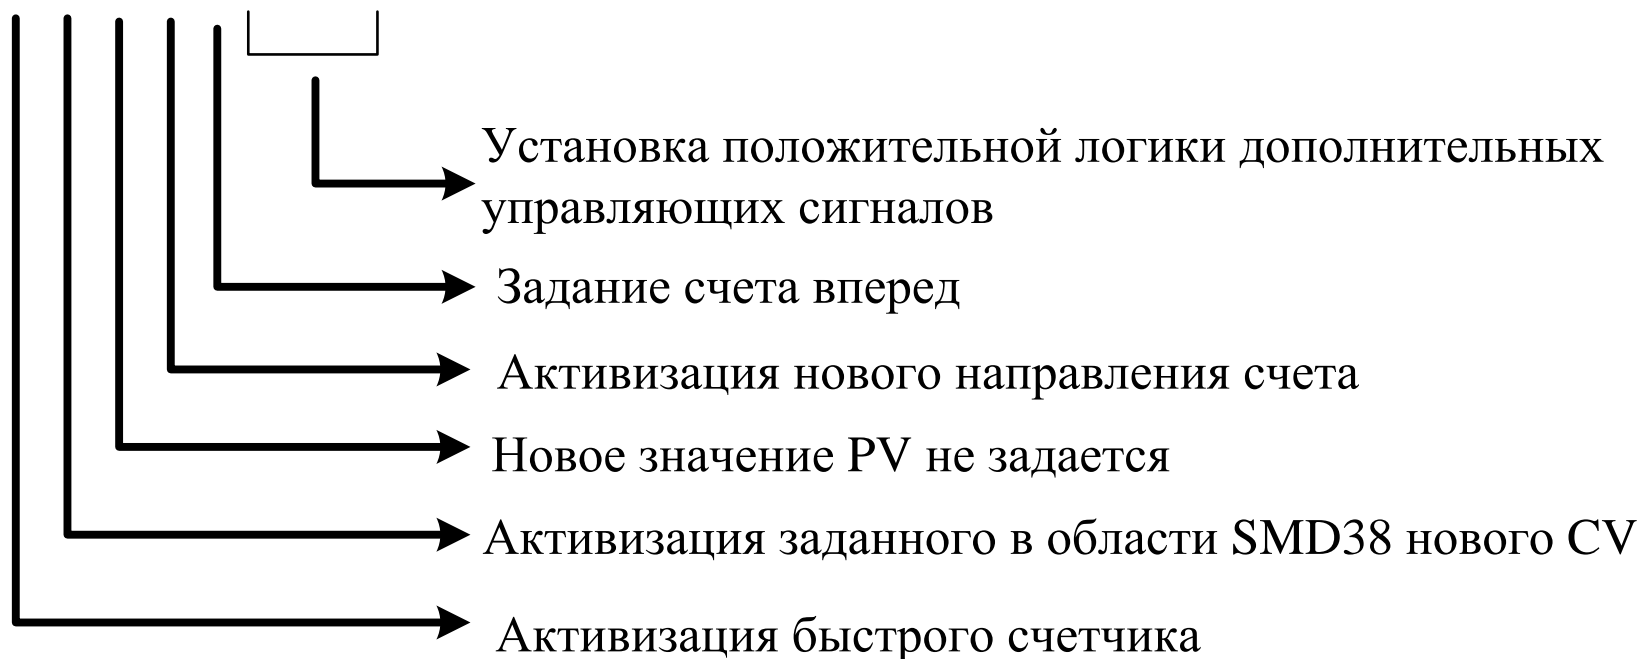 Установка положительной логики дополнительных
управляющих сигналов
Задание счета вперед
Активизация нового направления счета
Новое значение PV не задается
Активизация заданного в области SMD38 нового CV
Активизация быстрого счетчика